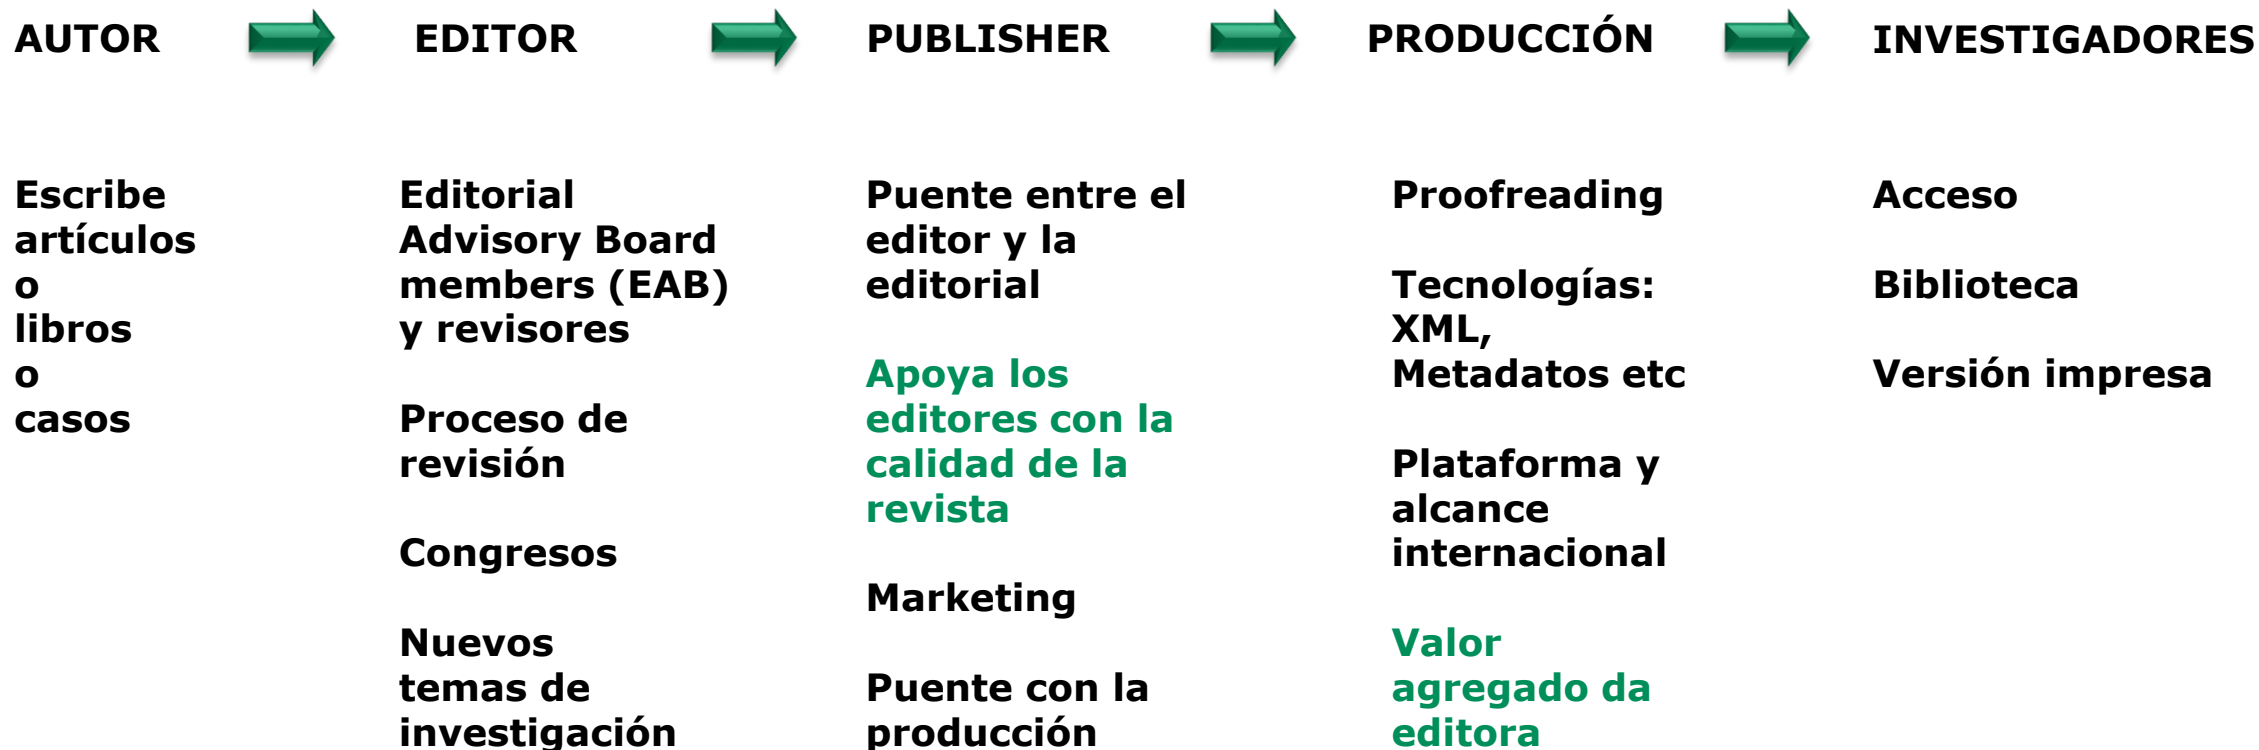 AUTOR EDITOR PUBLISHER PRODUCCIÓN INVESTIGADORES
Escribe
artículos
o
libros
o
casos
Editorial
Advisory Board
members (EAB)
y revisores
Proceso de
revisión
Congresos
Nuevos
temas de
investigación
Puente entre el
editor y la
editorial
Apoya los
editores con la
calidad de la
revista
Marketing
Puente con la
producción
Proofreading
Tecnologías:
XML,
Metadatos etc
Plataforma y
alcance
internacional
Valor
agregado da
editora
Acceso
Biblioteca
Versión impresa